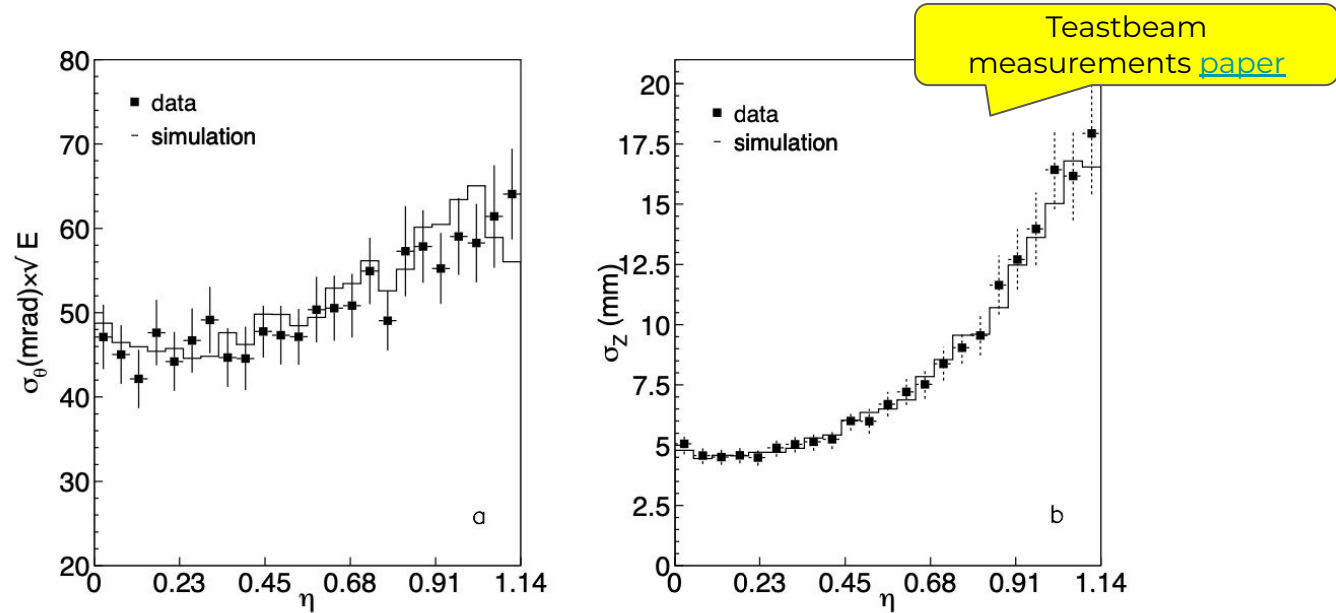 Teastbeam
measurements paper
80
70
60
50
40
30
20
σθ(mrad)×√E
data
simulation
a
0 0.23 0.45 0.68 0.91 1.14
η
20
17.5
15
12.5
10
7.5
5
2.5
0
σZ (mm)
data
simulation
b
0 0.23 0.45 0.68 0.91 1.14
η